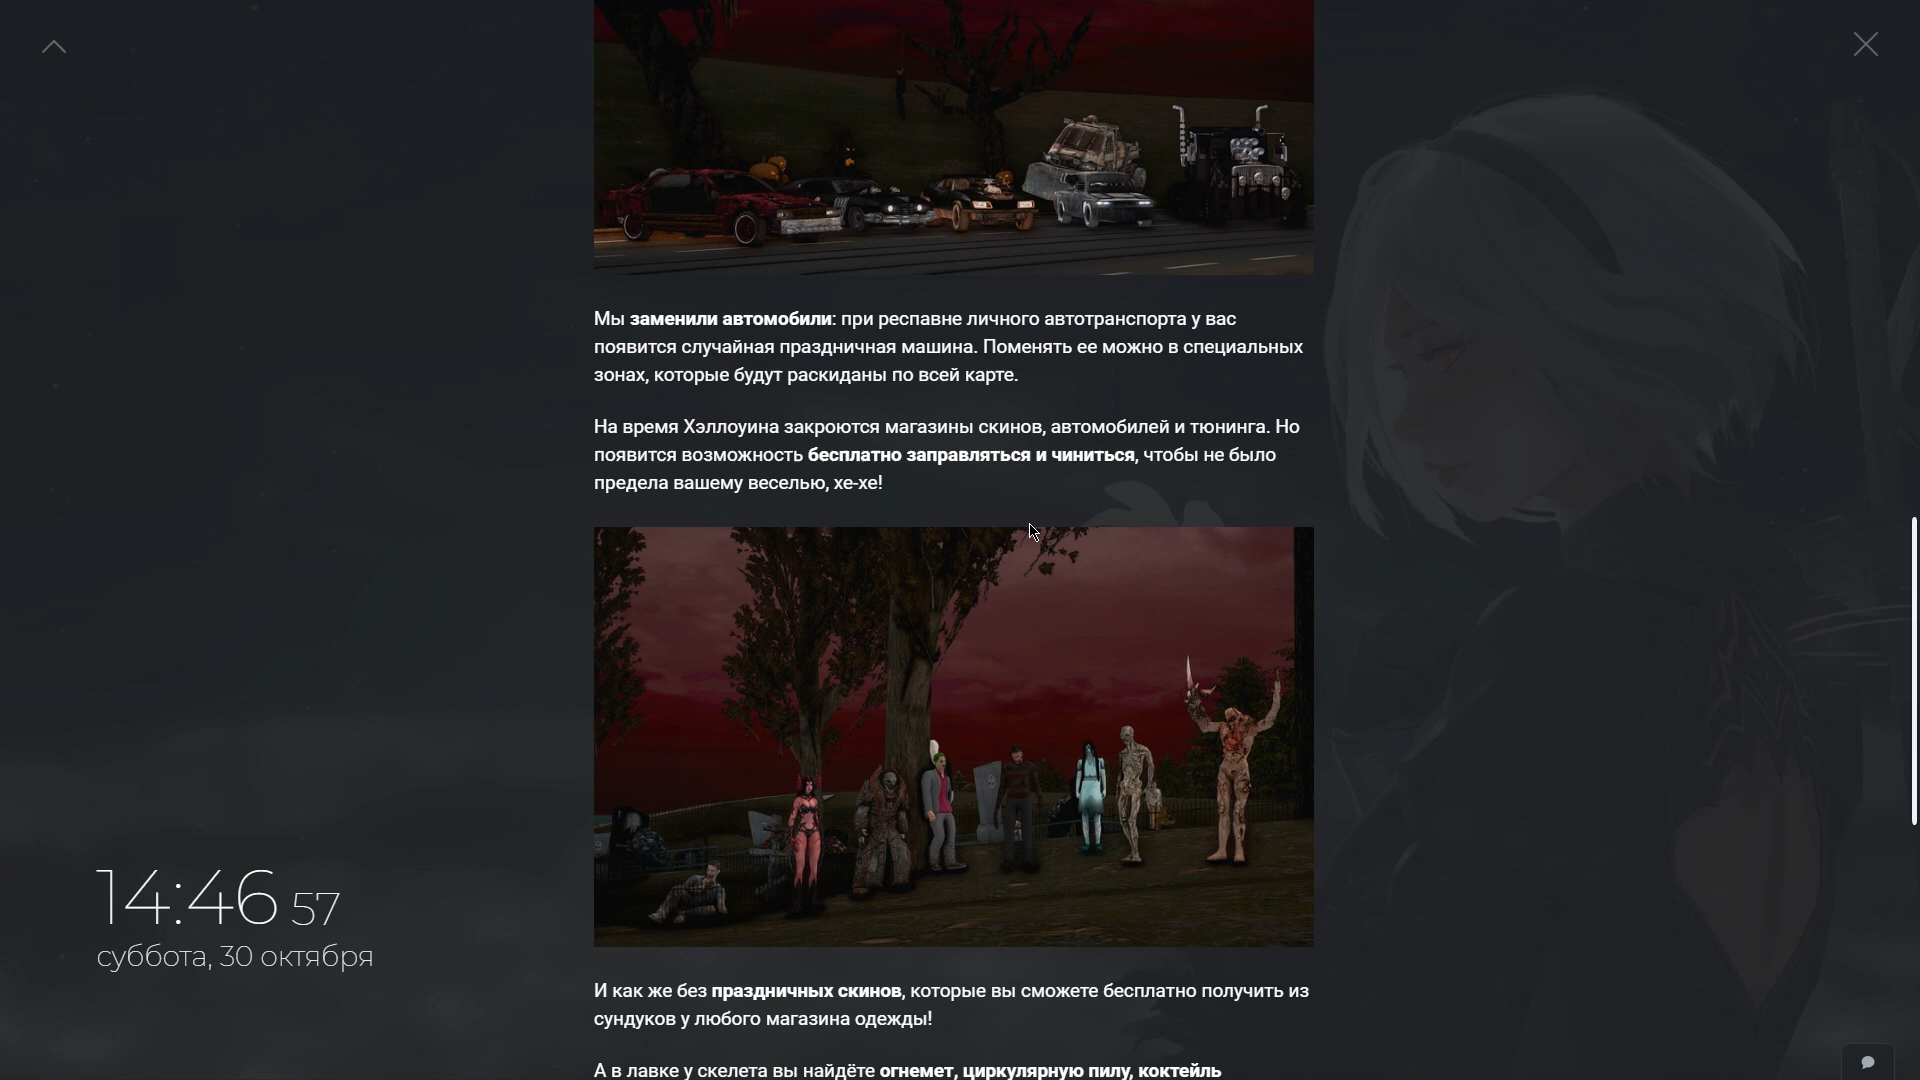 Мы заменили автомобили: при респавне личного автотранспорта у вас
появится случайная праздничная машина. Поменять ее можно в специальных
зонах, которые будут раскиданы по всей карте.
На время Хэллоуина закроются магазины скинов, автомобилей и тюнинга. Но
появится возможность бесплатно заправляться и чиниться, чтобы не было
предела вашему веселью, хе-хе!
14:46 57
суббота, 30 октября
И как же без праздничных скинов, которые вы сможете бесплатно получить из
сундуков у любого магазина одежды!
А в лавке у скелета вы найдёте огнемет, циркулярную пилу, коктейль